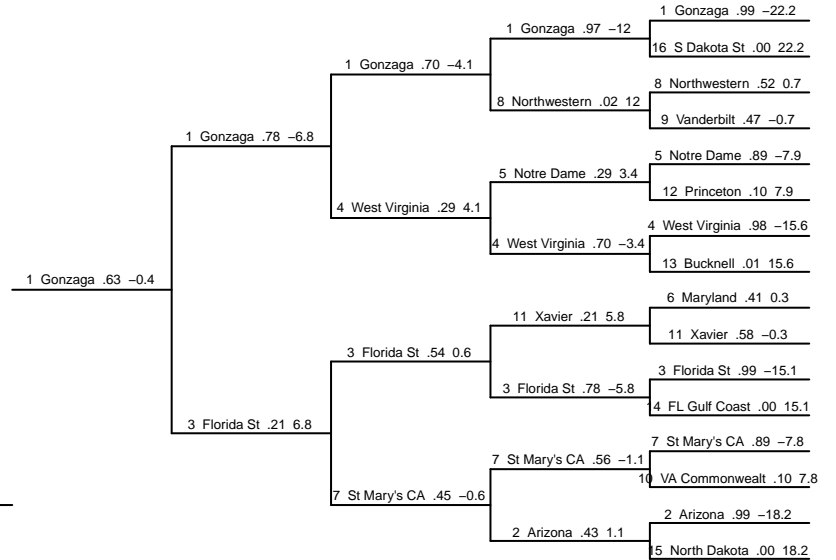 1 Gonzaga .99 −22.2
1 Gonzaga .97 −12
16 S Dakota St .00 22.2
1 Gonzaga .70 −4.1
8 Northwestern .52 0.7
8 Northwestern .02 12
9 Vanderbilt .47 −0.7
1 Gonzaga .78 −6.8
5 Notre Dame .89 −7.9
5 Notre Dame .29 3.4
12 Princeton .10 7.9
4 West Virginia .29 4.1
4 West Virginia .98 −15.6
4 West Virginia .70 −3.4
13 Bucknell .01 15.6
1 Gonzaga .63 −0.4
6 Maryland .41 0.3
11 Xavier .21 5.8
11 Xavier .58 −0.3
3 Florida St .54 0.6
3 Florida St .99 −15.1
3 Florida St .78 −5.8
14 FL Gulf Coast .00 15.1
3 Florida St .21 6.8
7 St Mary's CA .89 −7.8
7 St Mary's CA .56 −1.1
10 VA Commonwealt .10 7.8
7 St Mary's CA .45 −0.6
2 Arizona .99 −18.2
2 Arizona .43 1.1
15 North Dakota .00 18.2